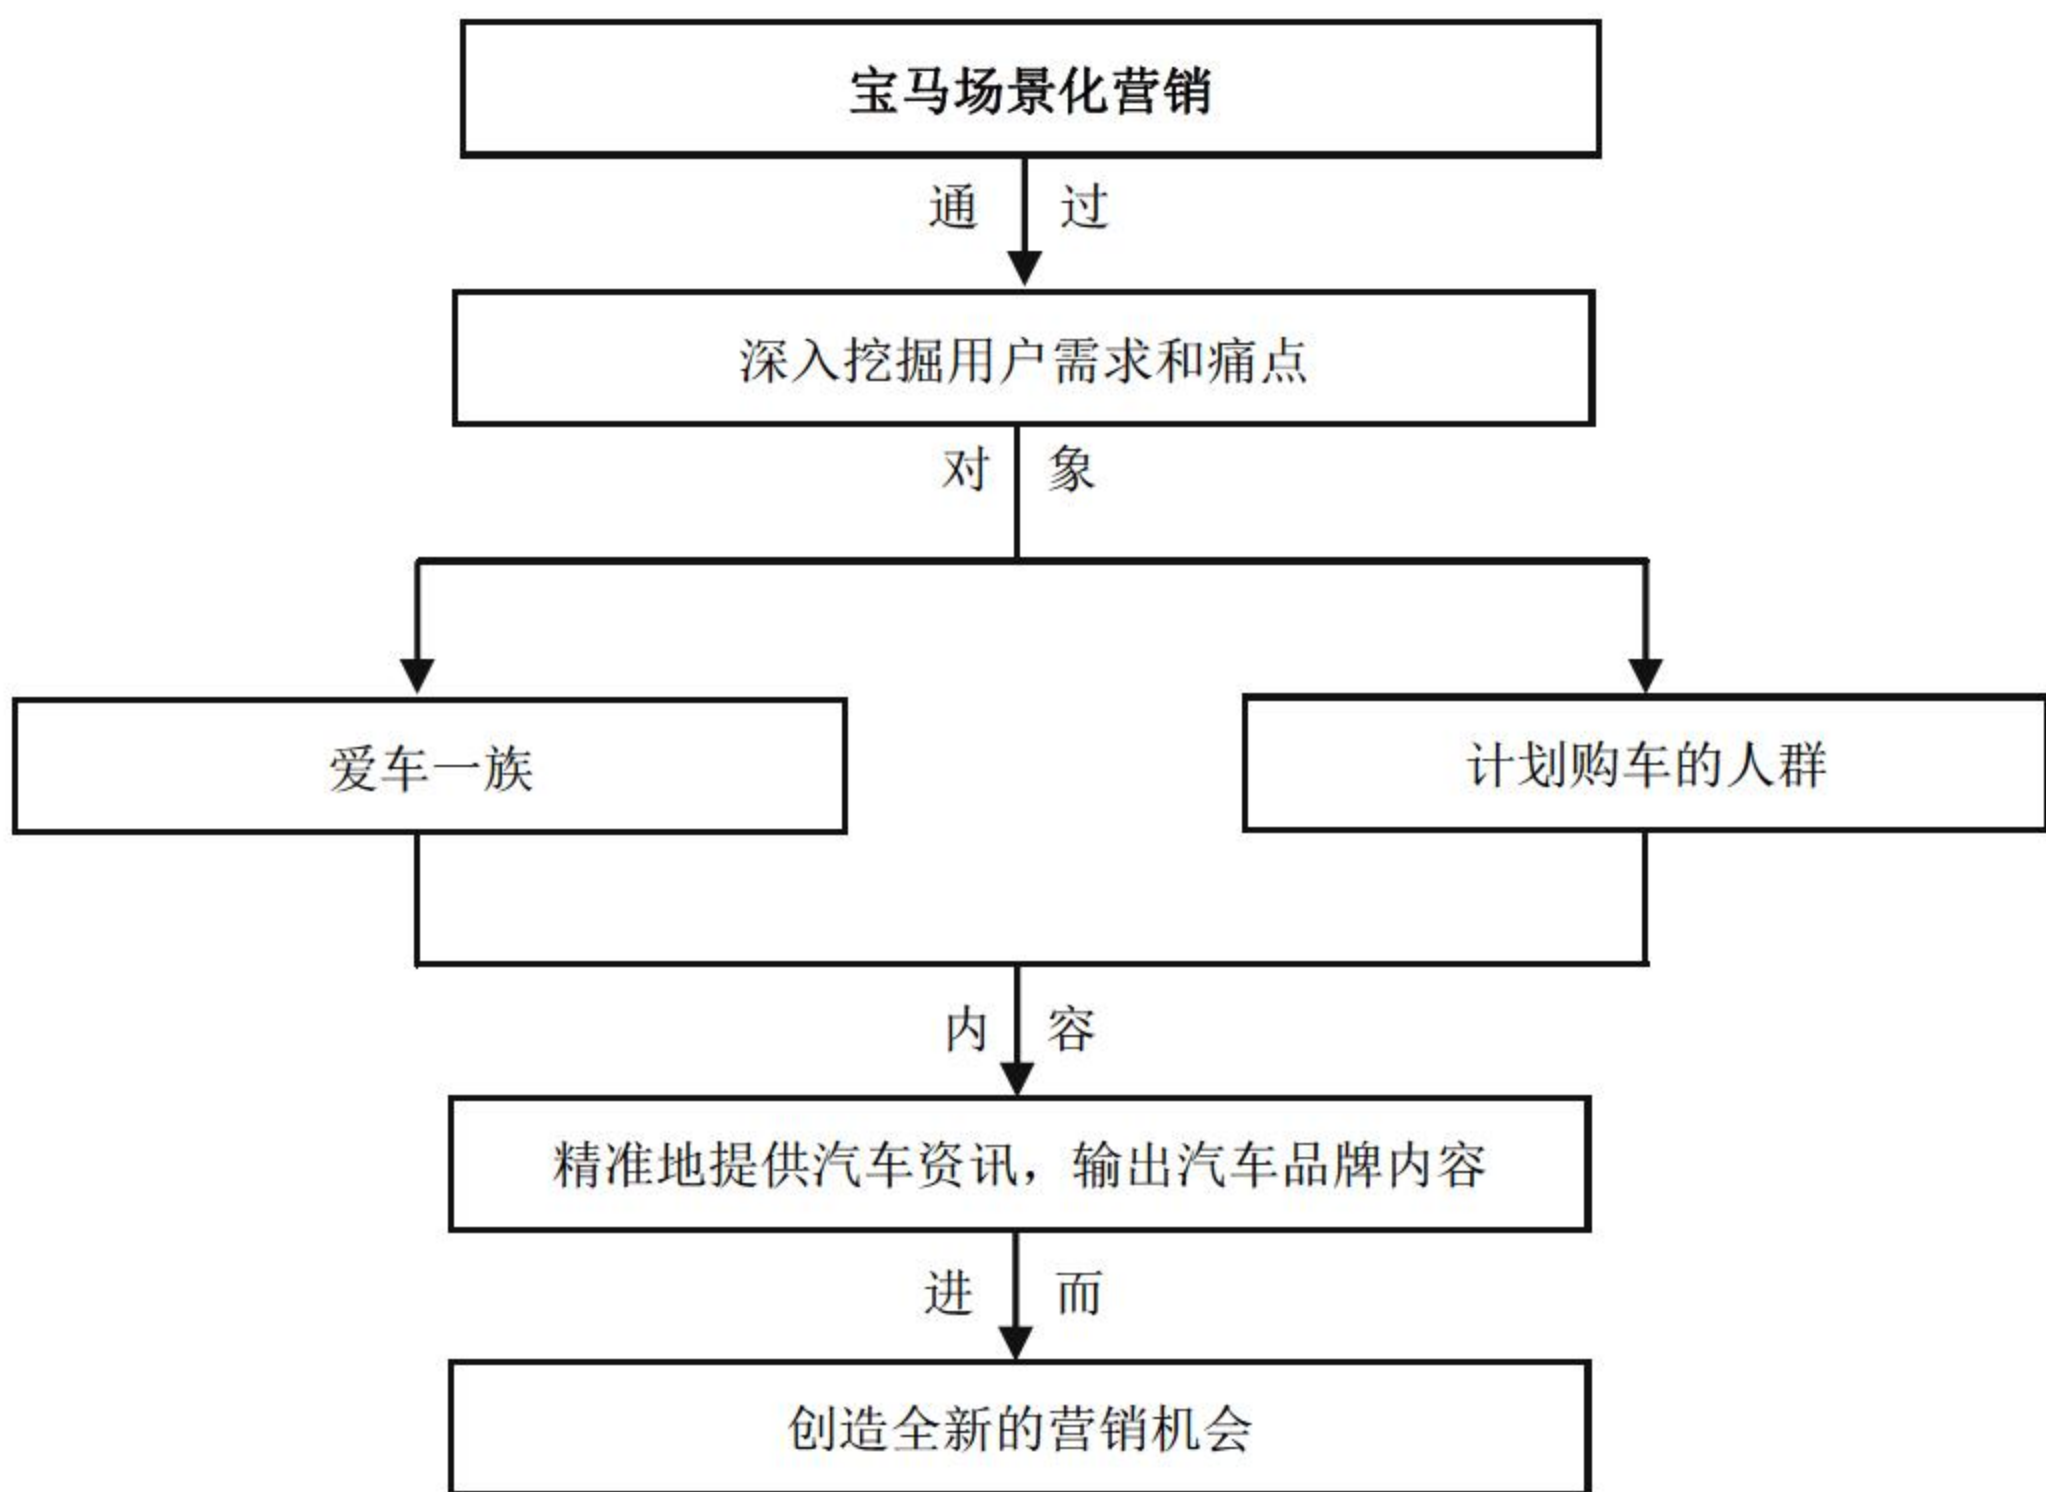 宝马场景化营销
通过
深入挖掘用户需求和痛点
对象
爱车一族
计划购车的人群
内容
精准地提供汽车资讯，输出汽车品牌内容
进而
创造全新的营销机会